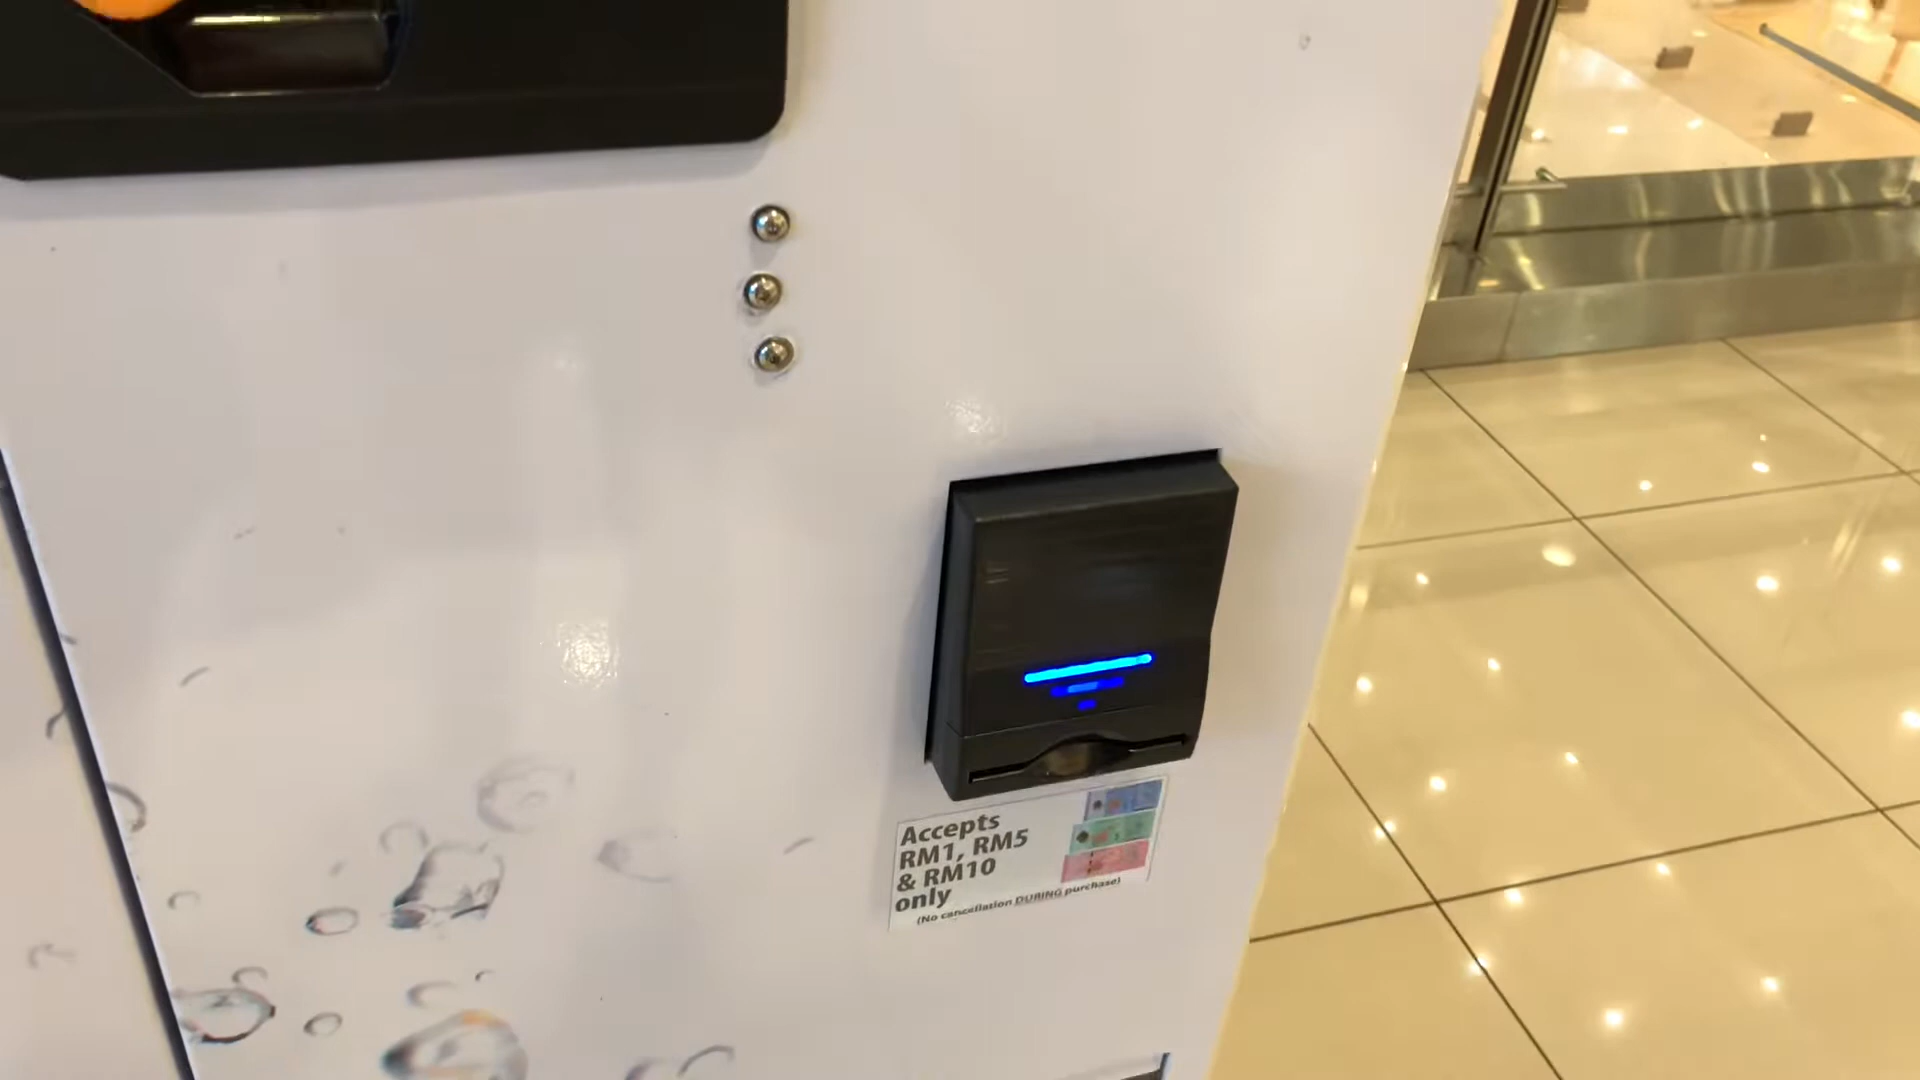 Accepts
RM1, RM5
& RM10
only
(No cancellation DURING purchase)